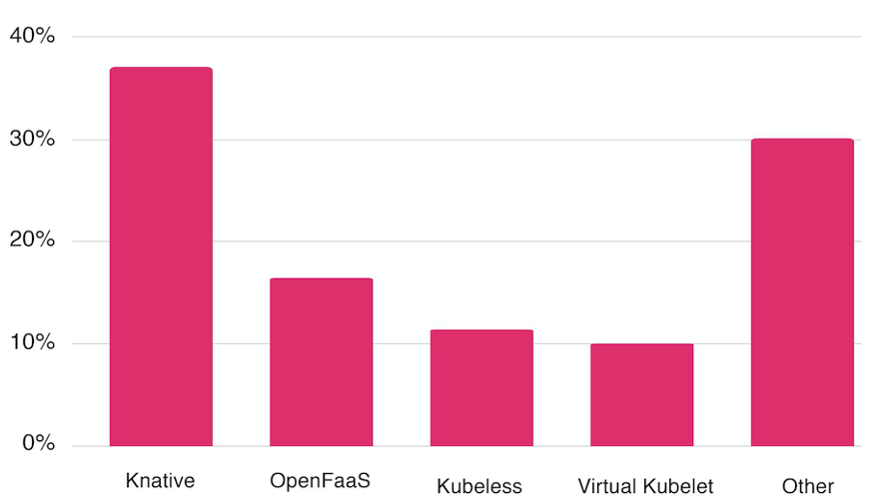 40%
30%
20%
10%
0%
Knative
OpenFaaS
Kubeless
Virtual Kubelet
Other